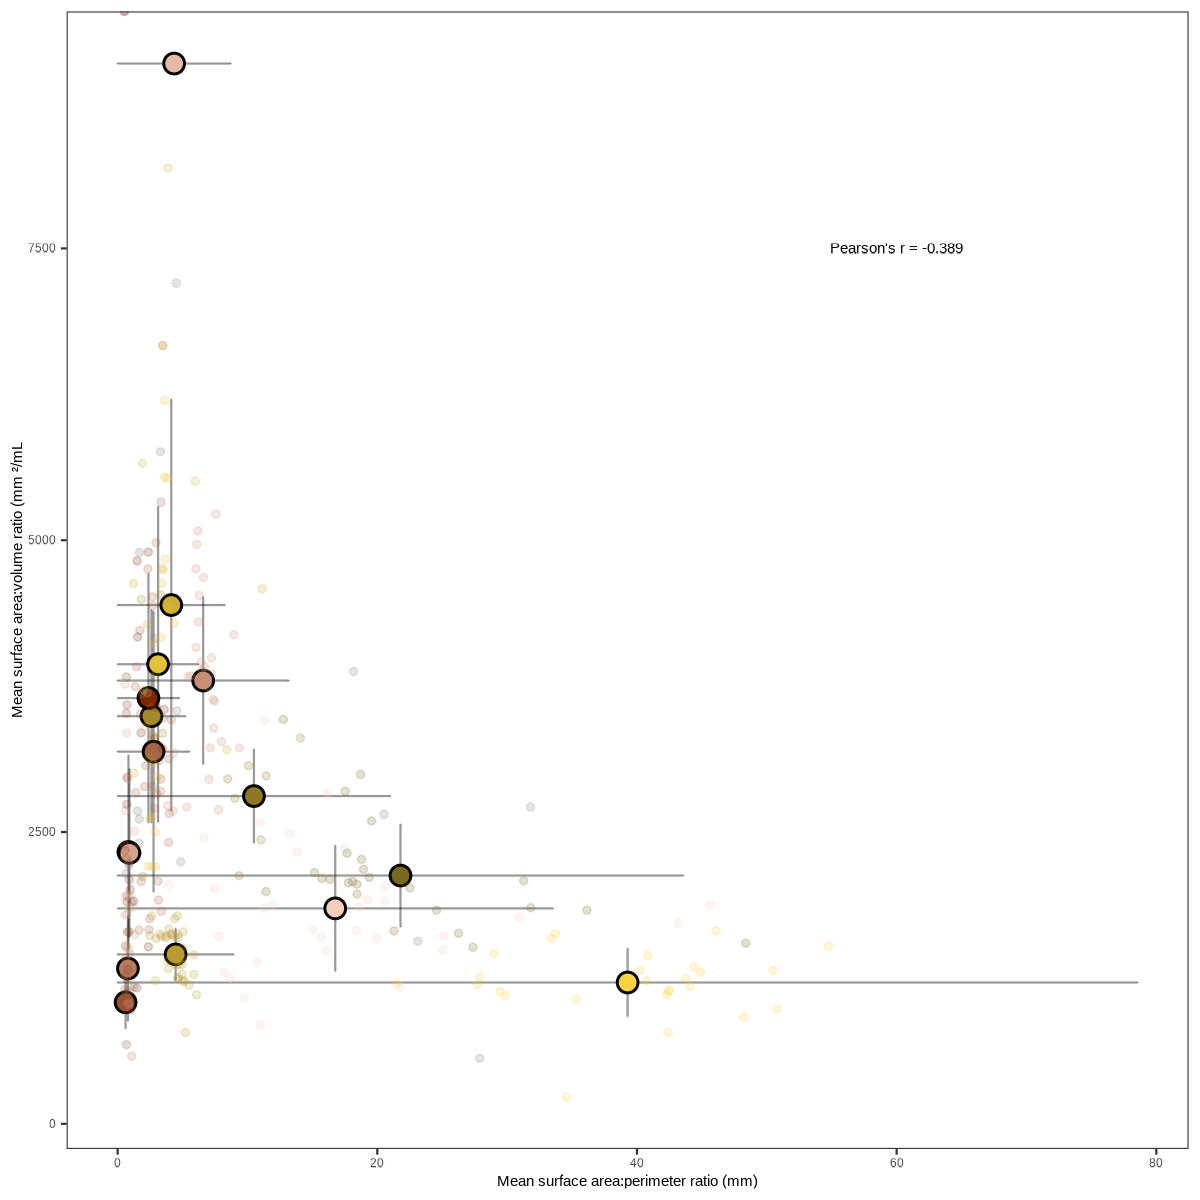 7500
Pearson's r = -0.389
5000
Mean surface area:volume ratio (mm ²/mL
2500
0
0 20 40 60 80
Mean surface area:perimeter ratio (mm)